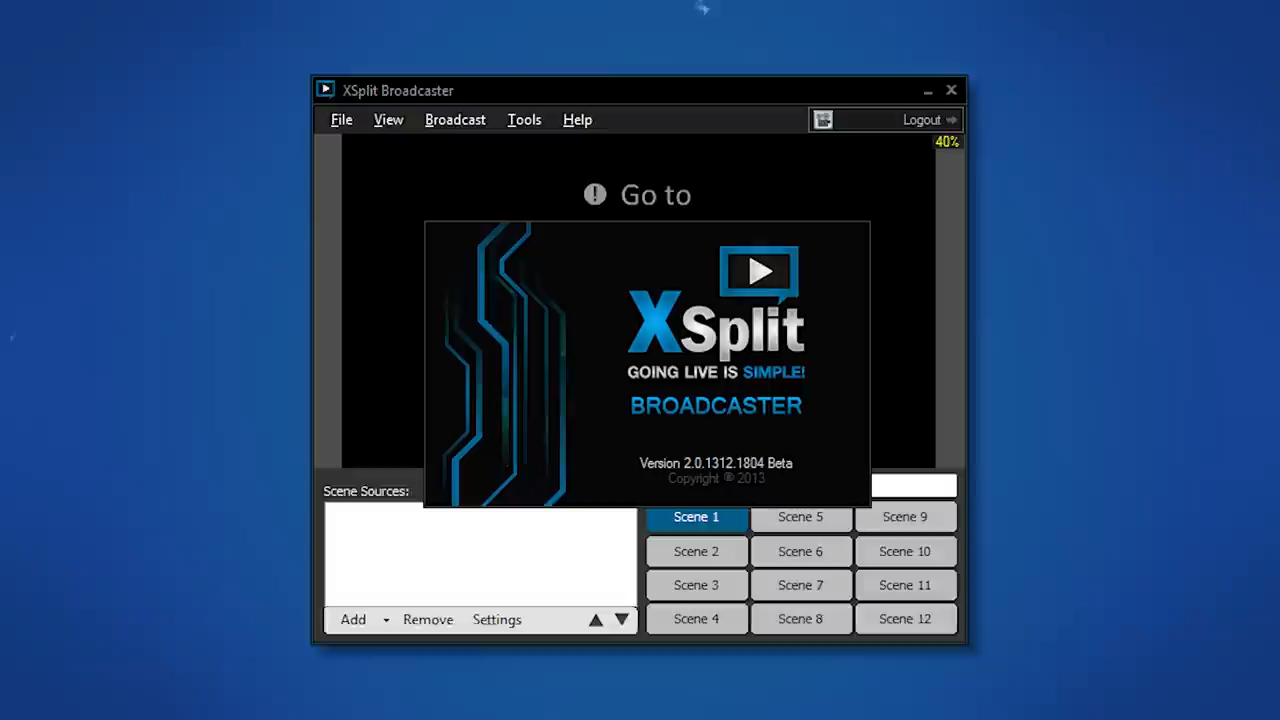 XSplit Broadcaster
File View Broadcast Tools Help Logout
40%
Go to
XSplit
GOING LIVE IS SIMPLE!
BROADCASTER
Version 2.0.1312.1804 Beta
Copyright ® 2013
Scene Sources:
Scene 1 Scene 5 Scene 9
Scene 2 Scene 6 Scene 10
Scene 3 Scene 7 Scene 11
Scene 4 Scene 8 Scene 12
Add Remove Settings